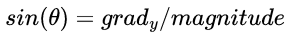 sin(θ) = grad_y/magnitude